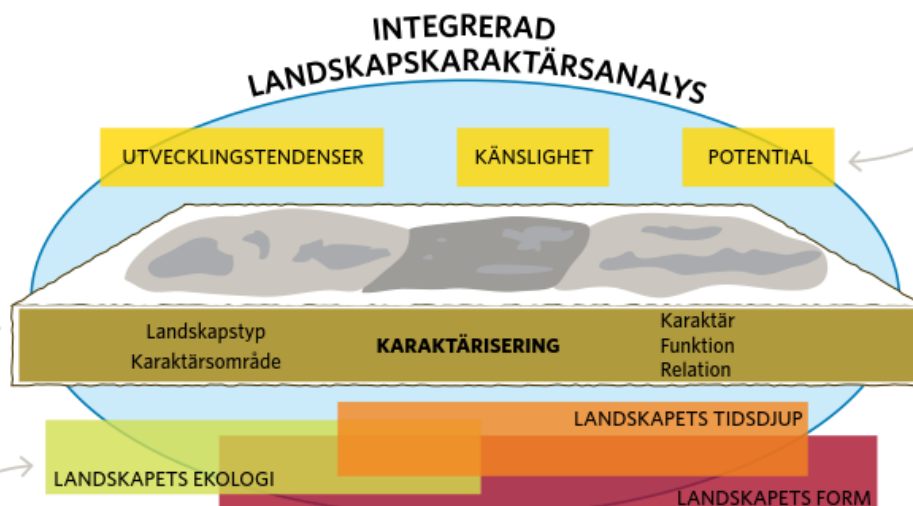 INTEGRERAD
LANDSKAPSKARAKTÄRSANALYS
UTVECKLINGSTENDENSER
KÄNSLIGHET
POTENTIAL
Landskapstyp
Karaktärsområde
KARAKTÄRISERING
Karaktär
Funktion
Relation
LANDSKAPETS TIDSDJUP
LANDSKAPETS EKOLOGI
LANDSKAPETS FORM